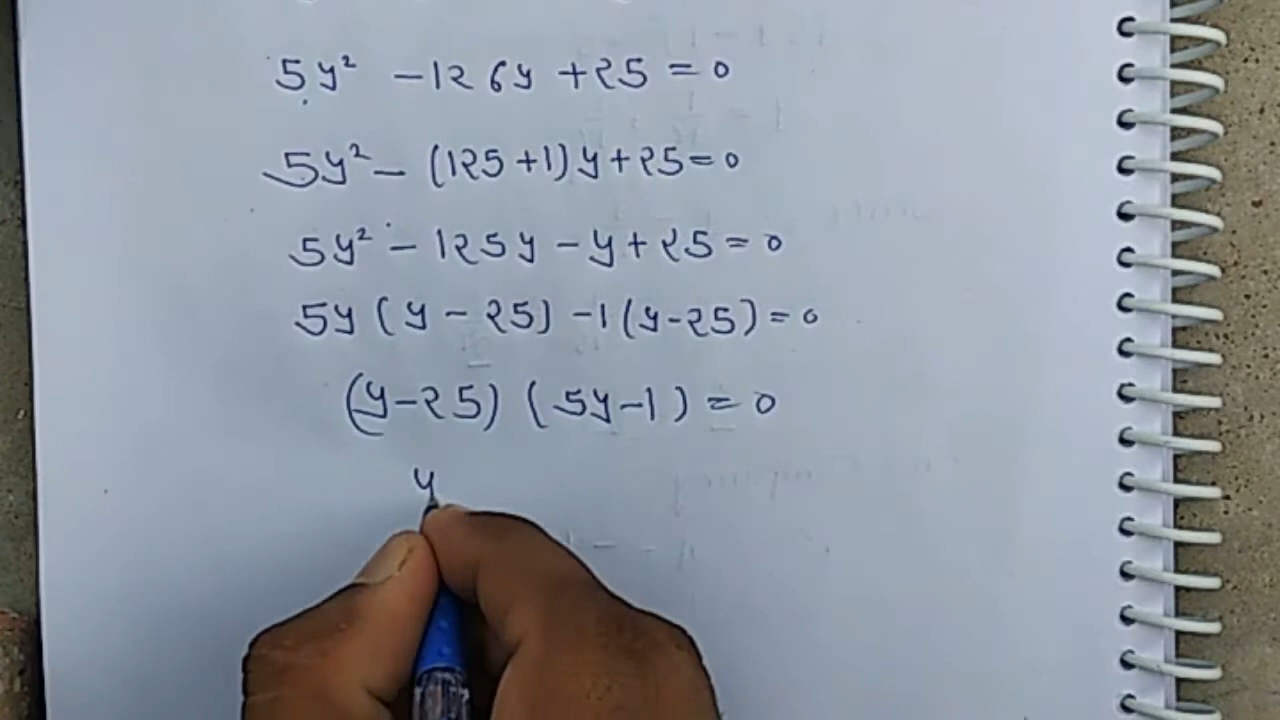 5y² - 126y + 25 = 0
5y² - (125+1)y + 25 = 0
5y² - 125y - y + 25 = 0
5y (y - 25) - 1 (y - 25) = 0
(y - 25) (5y - 1) = 0
y